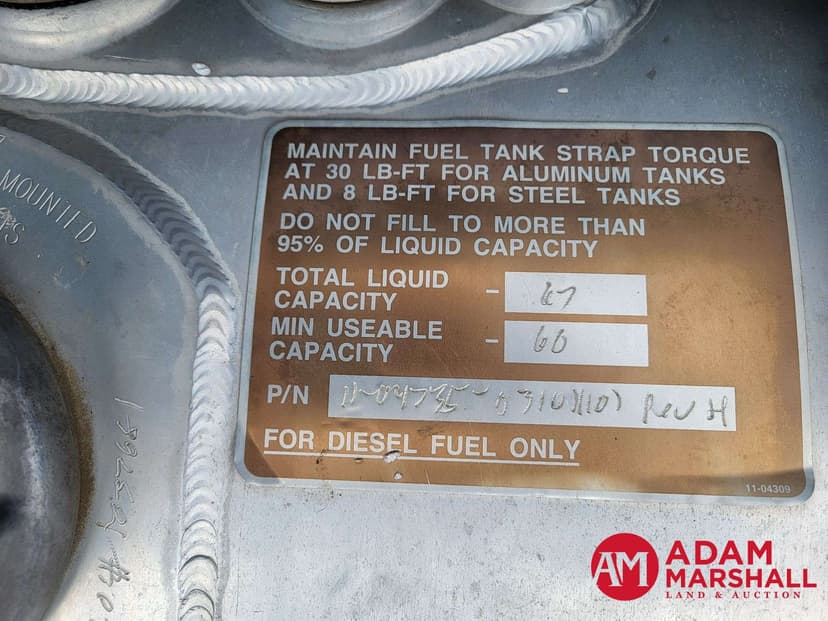 MOUNTED
MAINTAIN FUEL TANK STRAP TORQUE
AT 30 LB-FT FOR ALUMINUM TANKS
AND 8 LB-FT FOR STEEL TANKS
DO NOT FILL TO MORE THAN
95% OF LIQUID CAPACITY
TOTAL LIQUID
CAPACITY - 67
MIN USEABLE
CAPACITY - 60
P/N Rev H
FOR DIESEL FUEL ONLY
11-04309
AM ADAM
MARSHALL
LAND & AUCTION